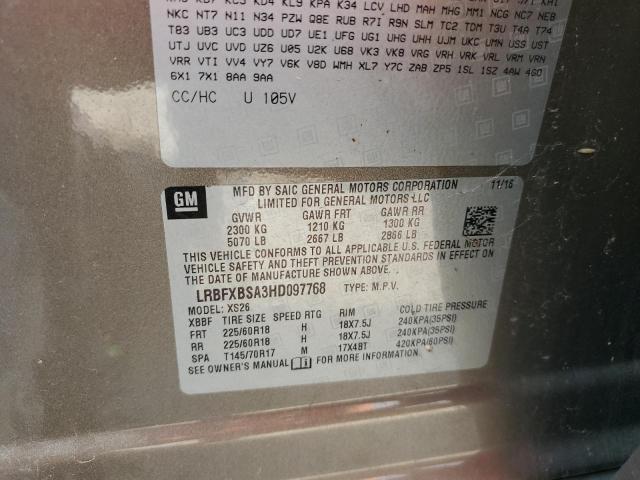 NKC NT7 N11 N34 PZW Q8E RUB R7I R9N SLM TC2 TDM T3U T4A T74
T83 UB3 UC3 UDD UD7 UE1 UFG UG1 UHG UHH UJM UKC UMN USS UST
UTJ UVC UVD UZ6 U05 U2K U68 VK3 VK8 VRG VRH VRK VRL VRM VRN
VRR VTI VV4 VY7 V6K V8D WMH XL7 Y7C ZAB ZP5 1SL 1SZ 4AW 4G0
6X1 7X1 8AA 9AA
CC/HC U 105V
GM
MFD BY SAIC GENERAL MOTORS CORPORATION 11/16
LIMITED FOR GENERAL MOTORS LLC
GVWR GAWR FRT GAWR RR
2300 KG 1210 KG 1300 KG
5070 LB 2667 LB 2866 LB
THIS VEHICLE CONFORMS TO ALL APPLICABLE U.S. FEDERAL MOTOR
VEHICLE SAFETY AND THEFT PREVENTION STANDARDS IN EFFECT ON
THE DATE OF MANUFACTURE SHOWN ABOVE.
LRBFXBSA3HD097768 TYPE: M.P.V.
MODEL: XS26
XBBF TIRE SIZE SPEED RTG RIM COLD TIRE PRESSURE
FRT 225/60R18 H 18X7.5J 240KPA(35PSI)
RR 225/60R18 H 18X7.5J 240KPA(35PSI)
SPA T145/70R17 M 17X4BT 420KPA(60PSI)
SEE OWNER'S MANUAL FOR MORE INFORMATION.